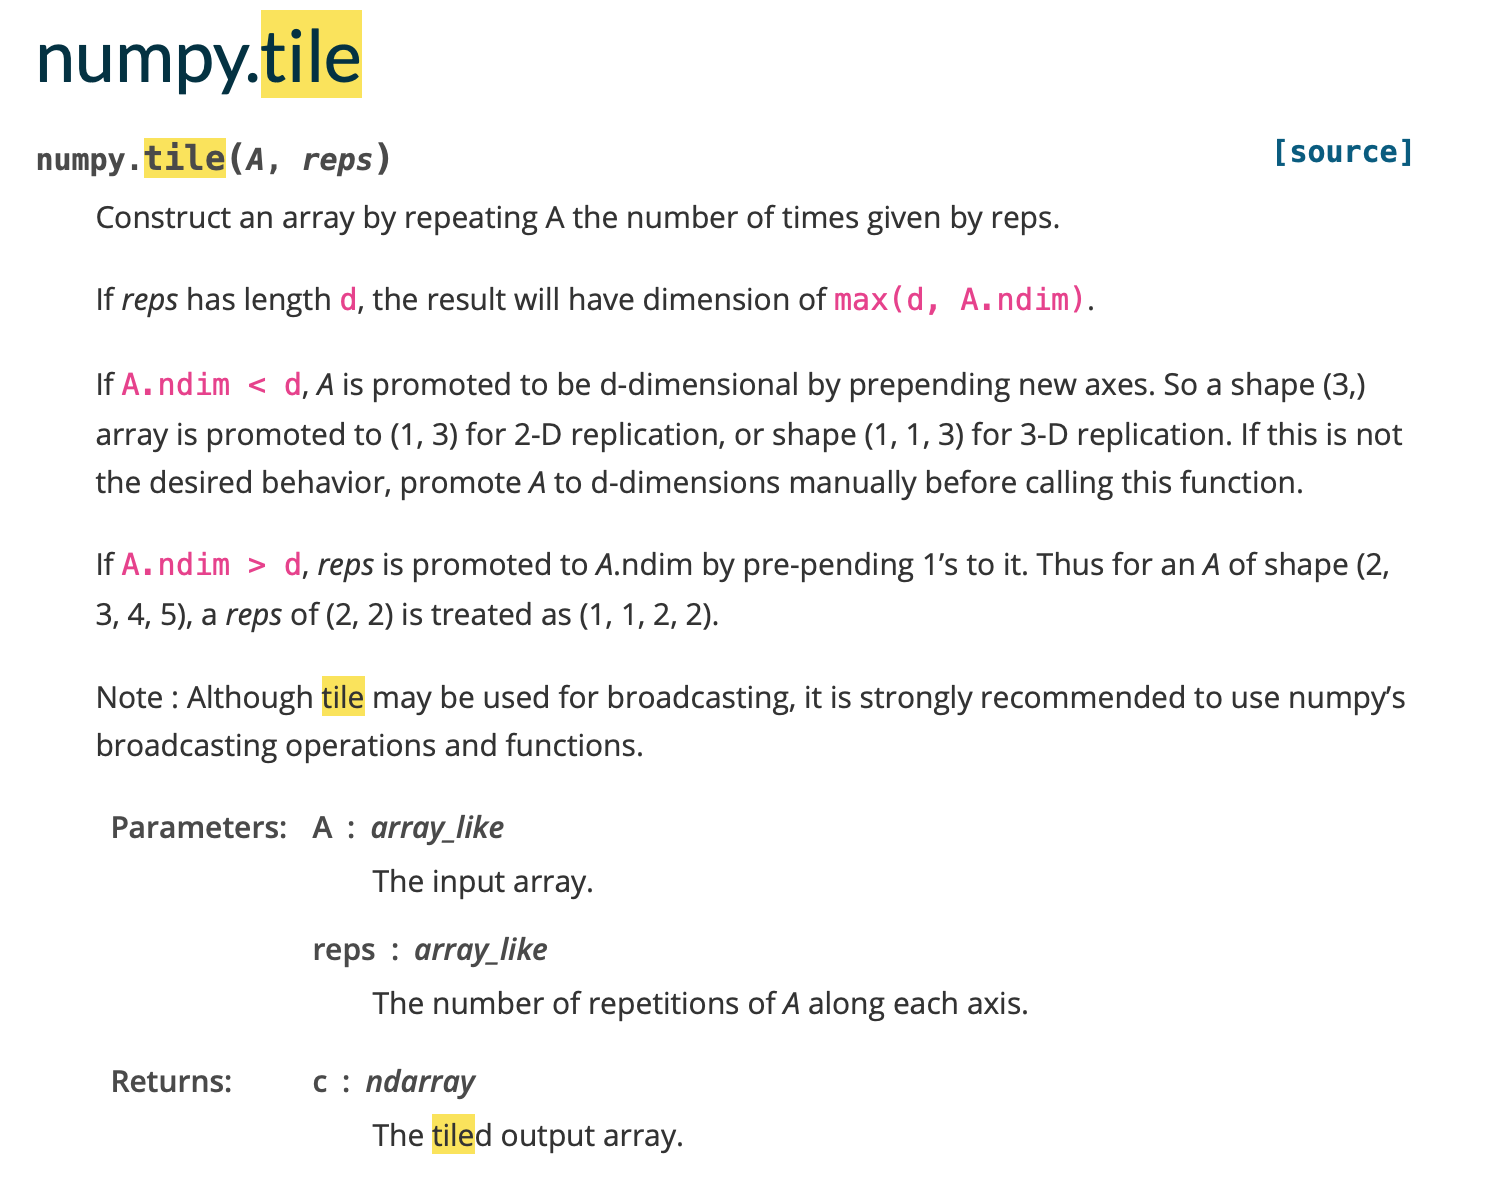 numpy.tile
numpy.tile(A, reps)
[source]
Construct an array by repeating A the number of times given by reps.
If reps has length d, the result will have dimension of max(d, A.ndim).
If A.ndim < d, A is promoted to be d-dimensional by prepending new axes. So a shape (3,)
array is promoted to (1, 3) for 2-D replication, or shape (1, 1, 3) for 3-D replication. If this is not
the desired behavior, promote A to d-dimensions manually before calling this function.
If A.ndim > d, reps is promoted to A.ndim by pre-pending 1’s to it. Thus for an A of shape (2,
3, 4, 5), a reps of (2, 2) is treated as (1, 1, 2, 2).
Note : Although tile may be used for broadcasting, it is strongly recommended to use numpy’s
broadcasting operations and functions.
Parameters: A : array_like
The input array.
reps : array_like
The number of repetitions of A along each axis.
Returns: c : ndarray
The tiled output array.